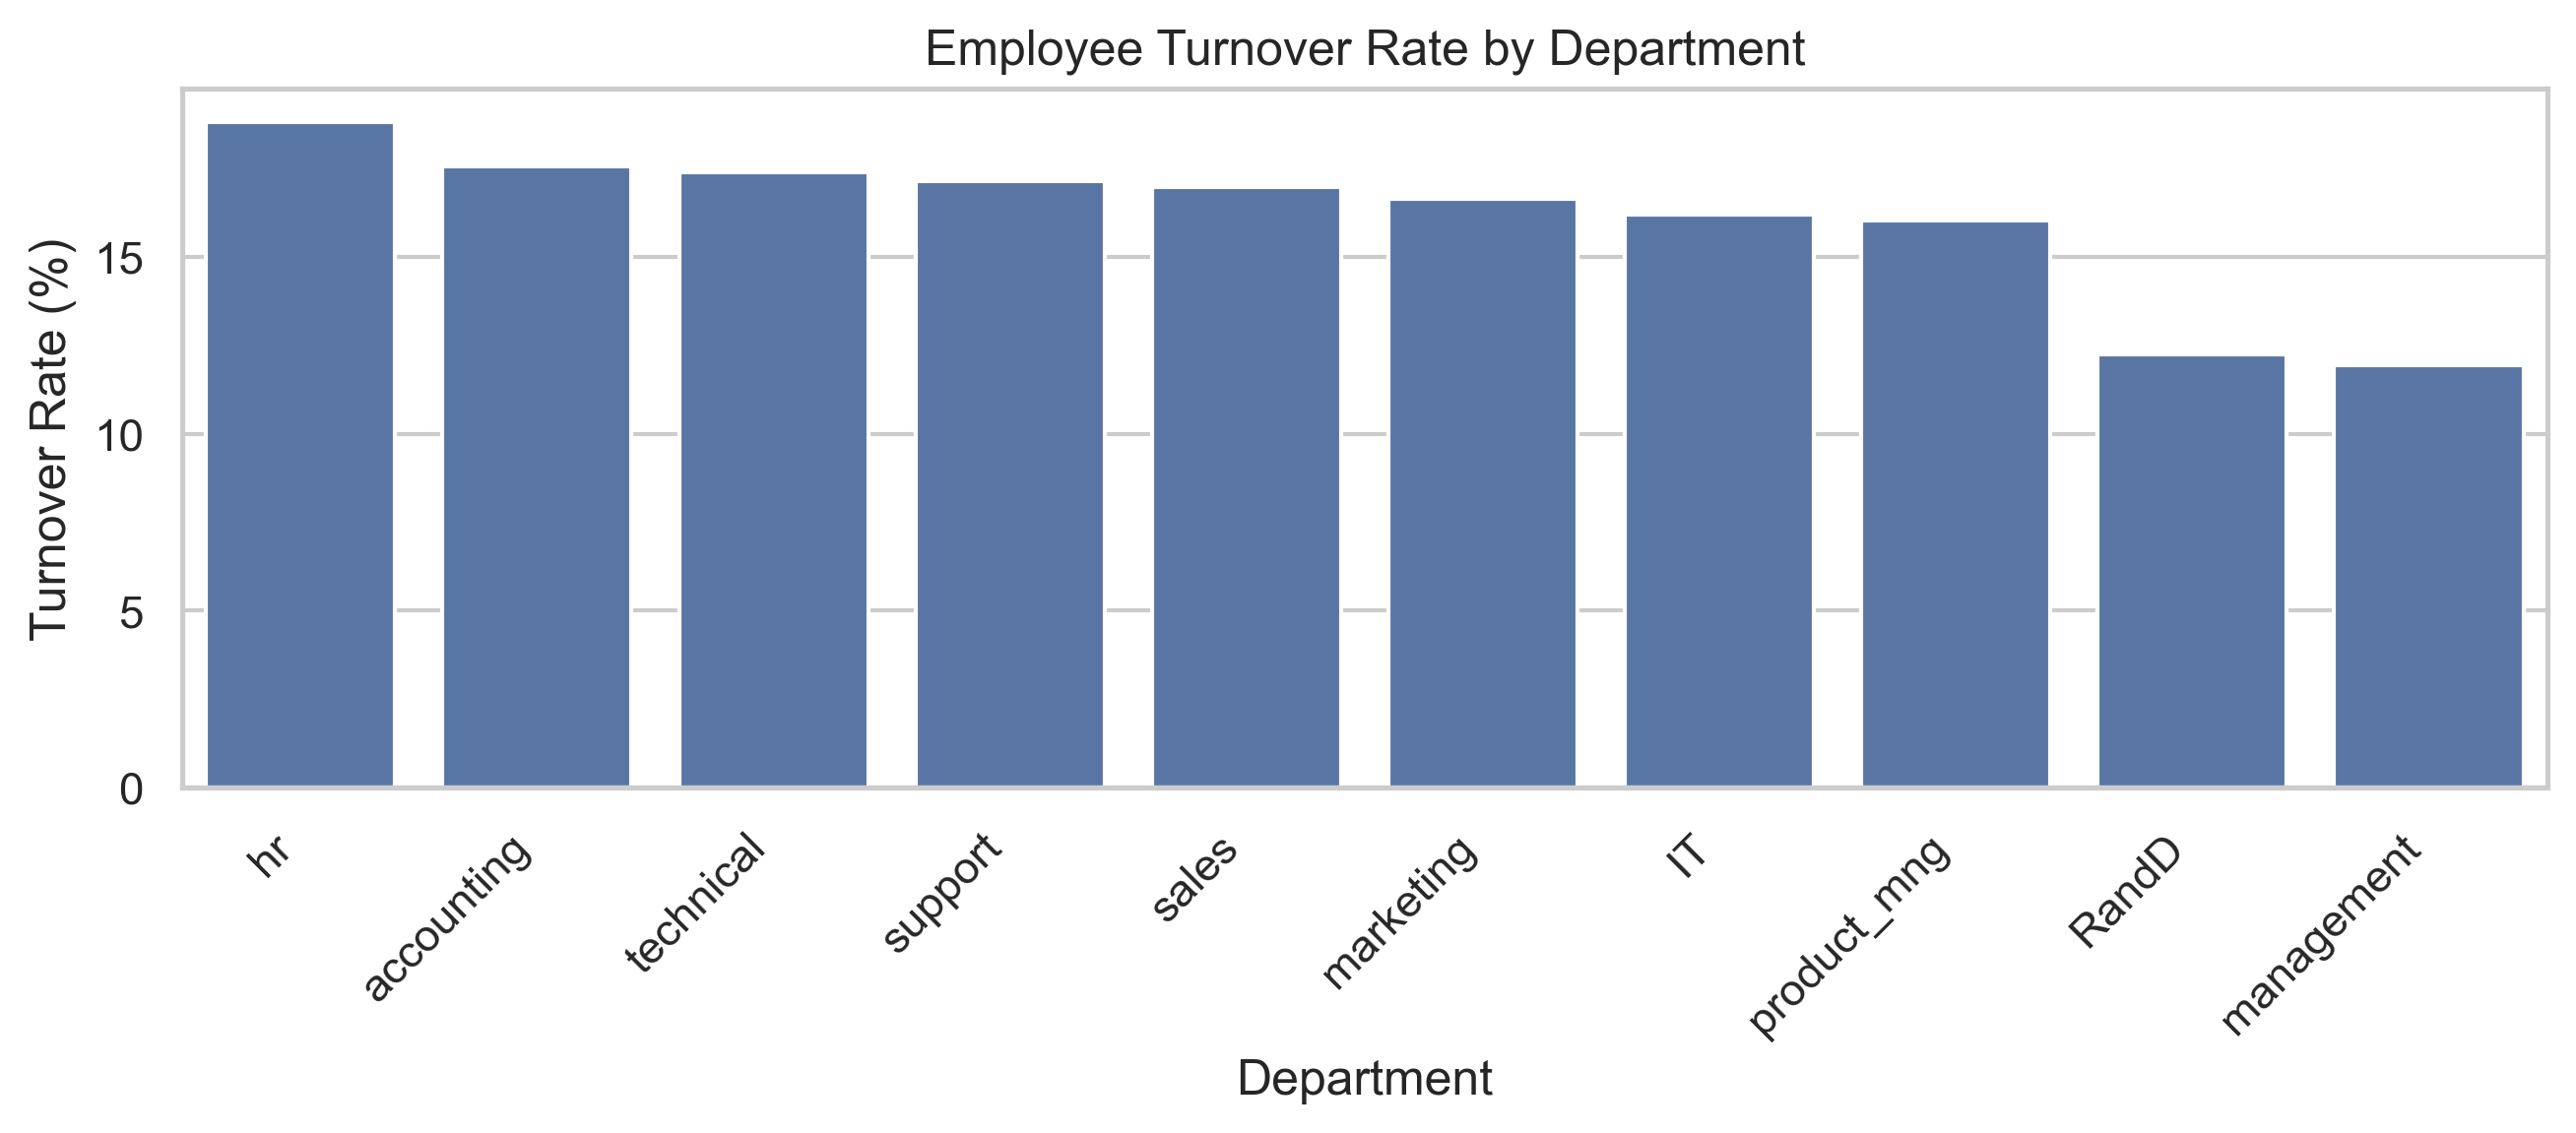 Employee Turnover Rate by Department
Turnover Rate (%)
15
10
5
0
hr
accounting
technical
support
sales
marketing
IT
product_mng
RandD
management
Department